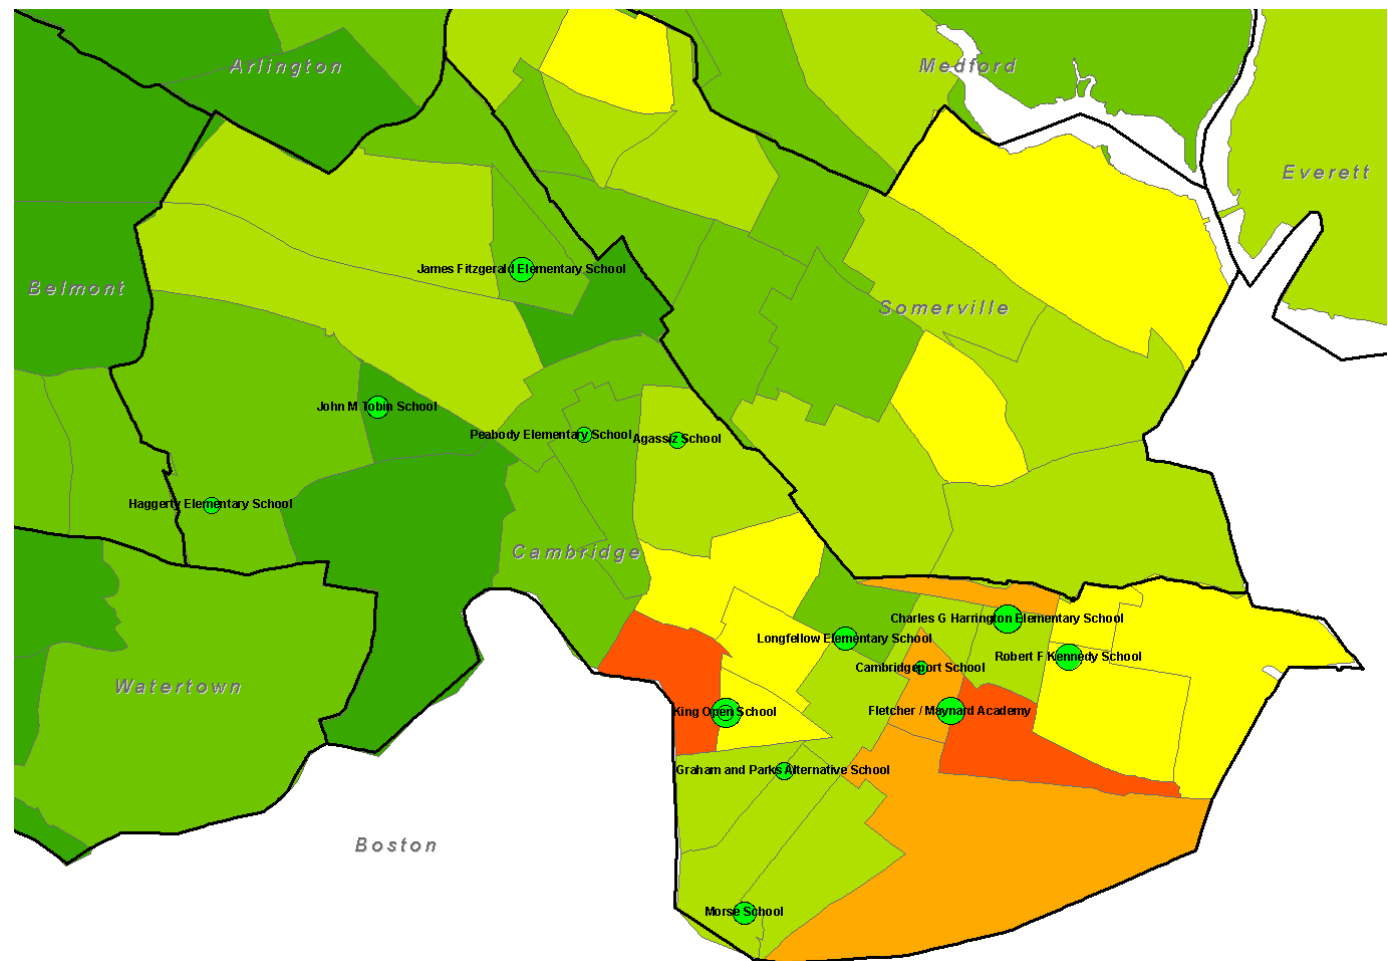 Arlington
Medford
Everett
James Fitzgerald Elementary School
Belmont
Somerville
John M Tobin School
Peabody Elementary School
Agassiz School
Haggerty Elementary School
Cambridge
Charles G Harrington Elementary School
Longfellow Elementary School
Robert F Kennedy School
Cambridgeport School
Watertown
King Open School
Fletcher / Maynard Academy
Graham and Parks Alternative School
Boston
Morse School